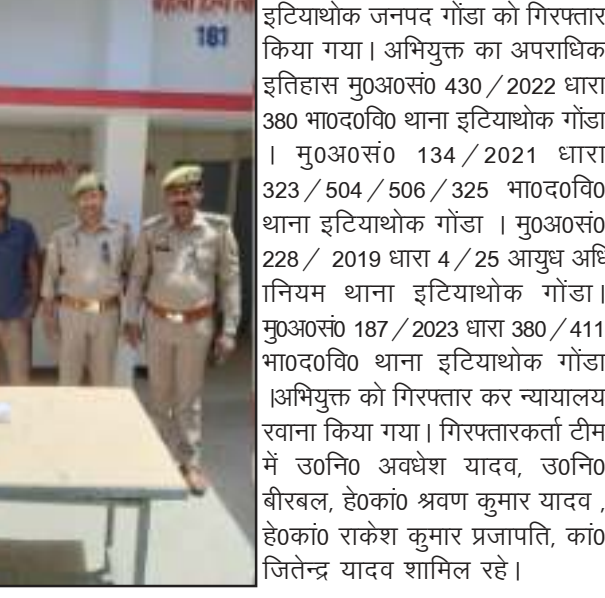 181
इटियाथोक जनपद गोंडा को गिरफ्तार
किया गया। अभियुक्त का अपराधिक
इतिहास मु0अ0सं0 430/2022 धारा
380 भा0द0वि0 थाना इटियाथोक गोंडा
। मु0अ0सं0 134/2021 धारा
323/504/506/325 भा0द0वि0
थाना इटियाथोक गोंडा । मु0अ0सं0
228/ 2019 धारा 4/25 आयुध अधि
ानियम थाना इटियाथोक गोंडा।
मु0अ0सं0 187/2023 धारा 380/411
भा0द0वि0 थाना इटियाथोक गोंडा
।अभियुक्त को गिरफ्तार कर न्यायालय
रवाना किया गया। गिरफ्तारकर्ता टीम
में उ0नि0 अवधेश यादव, उ0नि0
बीरबल, हे0कां0 श्रवण कुमार यादव ,
हे0कां0 राकेश कुमार प्रजापति, कां0
जितेन्द्र यादव शामिल रहे।